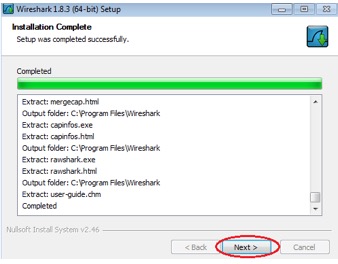 Wireshark 1.8.3 (64-bit) Setup
Installation Complete
Setup was completed successfully.
Completed
Extract: mergecap.html
Output folder: C:\Program Files\Wireshark
Extract: capinfos.exe
Extract: capinfos.html
Output folder: C:\Program Files\Wireshark
Extract: rawshark.exe
Extract: rawshark.html
Output folder: C:\Program Files\Wireshark
Extract: user-guide.chm
Completed
Nullsoft Install System v2.46
< Back Next > Cancel